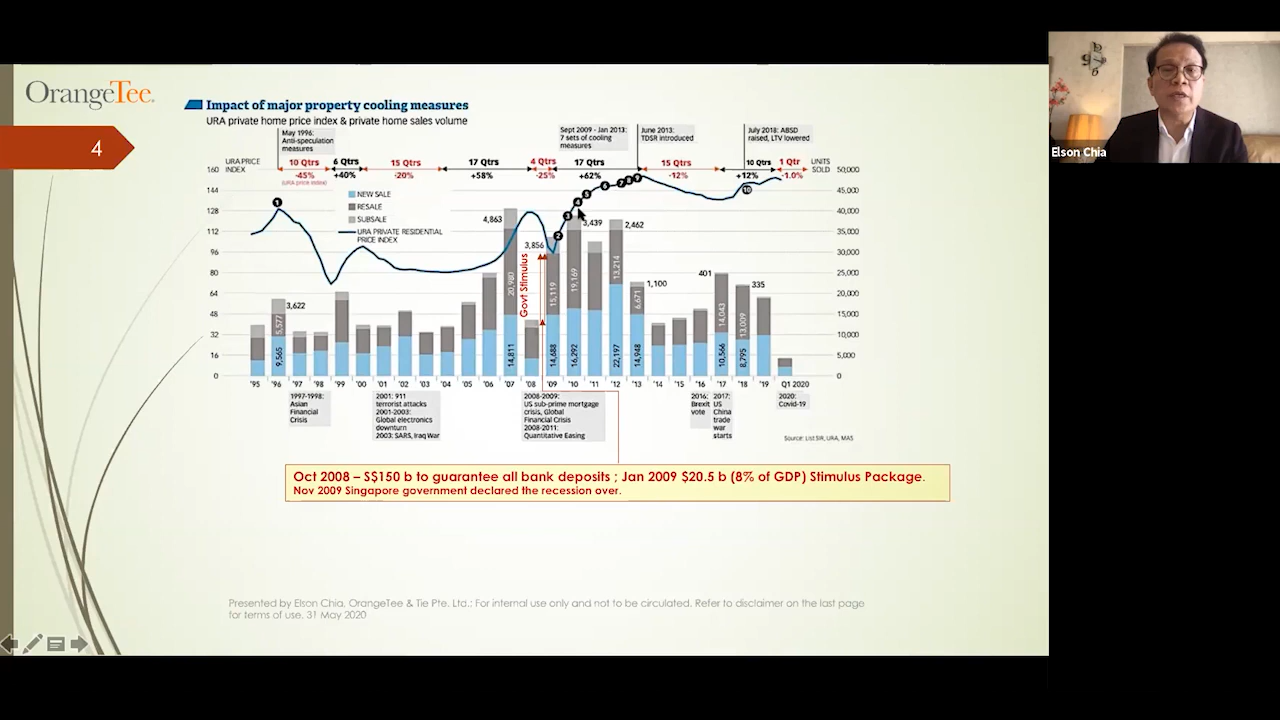 OrangeTee
4
Impact of major property cooling measures
URA private home price index & private home sales volume
May 1996:
Anti-speculation
measures
Sept 2009 - Jan 2013:
7 sets of cooling
measures
June 2013:
TDSR introduced
July 2018: ABSD
raised, LTV lowered
URA PRICE
INDEX
10 Qtrs
6 Qtrs
15 Qtrs
17 Qtrs
4 Qtrs
17 Qtrs
15 Qtrs
10 Qtrs
1 Qtr
UNITS
SOLD
-45%
+40%
-20%
+58%
-25%
+62%
-12%
+12%
-1.0%
(URA price index)
160
144
128
112
96
80
64
48
32
16
0
50,000
45,000
40,000
35,000
30,000
25,000
20,000
15,000
10,000
5,000
0
NEW SALE
RESALE
SUBSALE
URA PRIVATE RESIDENTIAL
PRICE INDEX
1
2
3
4
5
6
7
8
9
10
3,622
5,577
9,565
4,863
20,980
14,811
3,856
15,119
14,688
3,439
19,169
16,292
2,462
13,214
22,197
1,100
6,671
14,948
401
14,043
10,566
335
13,009
8,795
Govt Stimulus
'95 '96 '97 '98 '99 '00 '01 '02 '03 '04 '05 '06 '07 '08 '09 '10 '11 '12 '13 '14 '15 '16 '17 '18 '19 Q1 2020
1997-1998:
Asian
Financial
Crisis
2001: 911
terrorist attacks
2001-2003:
Global electronics
downturn
2003: SARS, Iraq War
2008-2009:
US sub-prime mortgage
crisis, Global
Financial Crisis
2008-2011:
Quantitative Easing
2016:
Brexit
vote
2017:
US
China
trade
war
starts
2020:
Covid-19
Source: List SIR, URA, MAS
Oct 2008 – S$150 b to guarantee all bank deposits ; Jan 2009 $20.5 b (8% of GDP) Stimulus Package.
Nov 2009 Singapore government declared the recession over.
Presented by Elson Chia, OrangeTee & Tie Pte. Ltd.; For internal use only and not to be circulated. Refer to disclaimer on the last page
for terms of use. 31 May 2020
Elson Chia